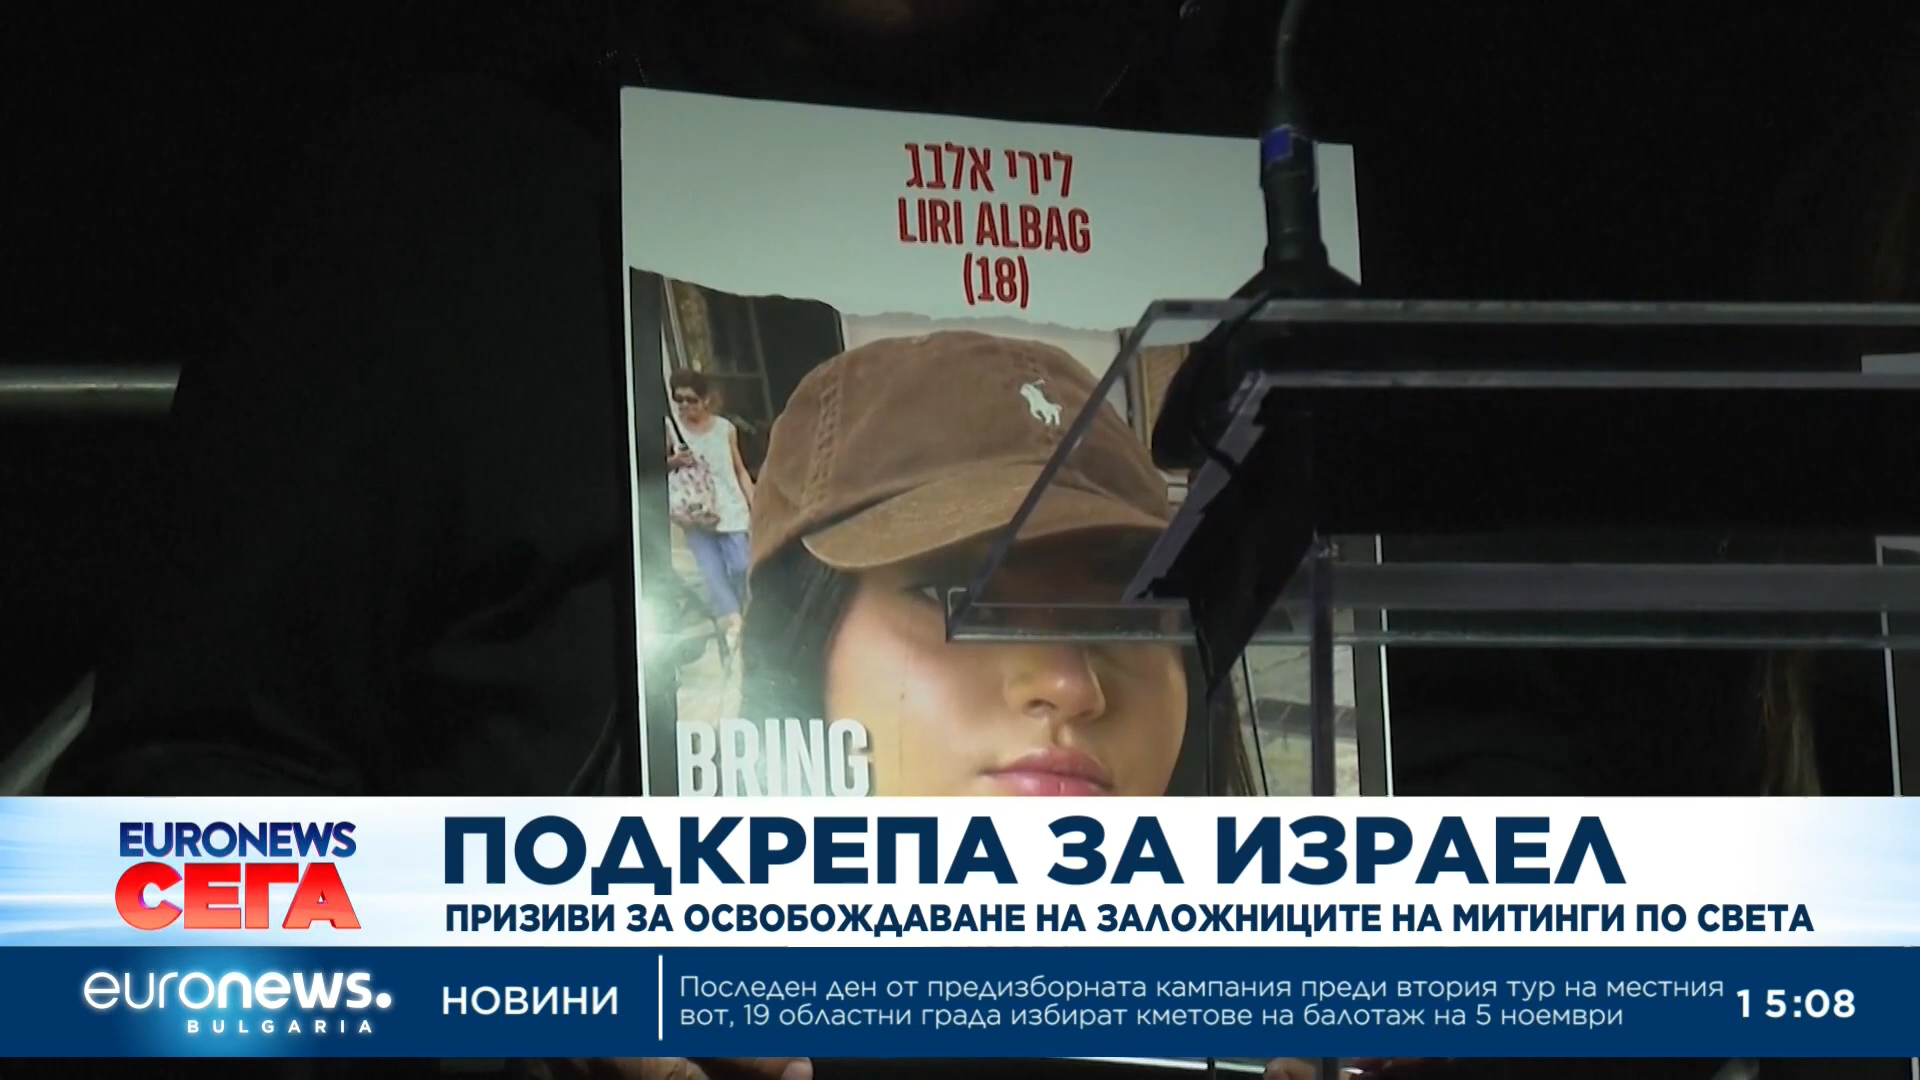 לירי אלבג
LIRI ALBAG
(18)
BRING
EURONEWS
СЕГА
ПОДКРЕПА ЗА ИЗРАЕЛ
ПРИЗИВИ ЗА ОСВОБОЖДАВАНЕ НА ЗАЛОЖНИЦИТЕ НА МИТИНГИ ПО СВЕТА
euronews.
BULGARIA
НОВИНИ
Последен ден от предизборната кампания преди втория тур на местния
вот, 19 областни града избират кметове на балотаж на 5 ноември
15:08